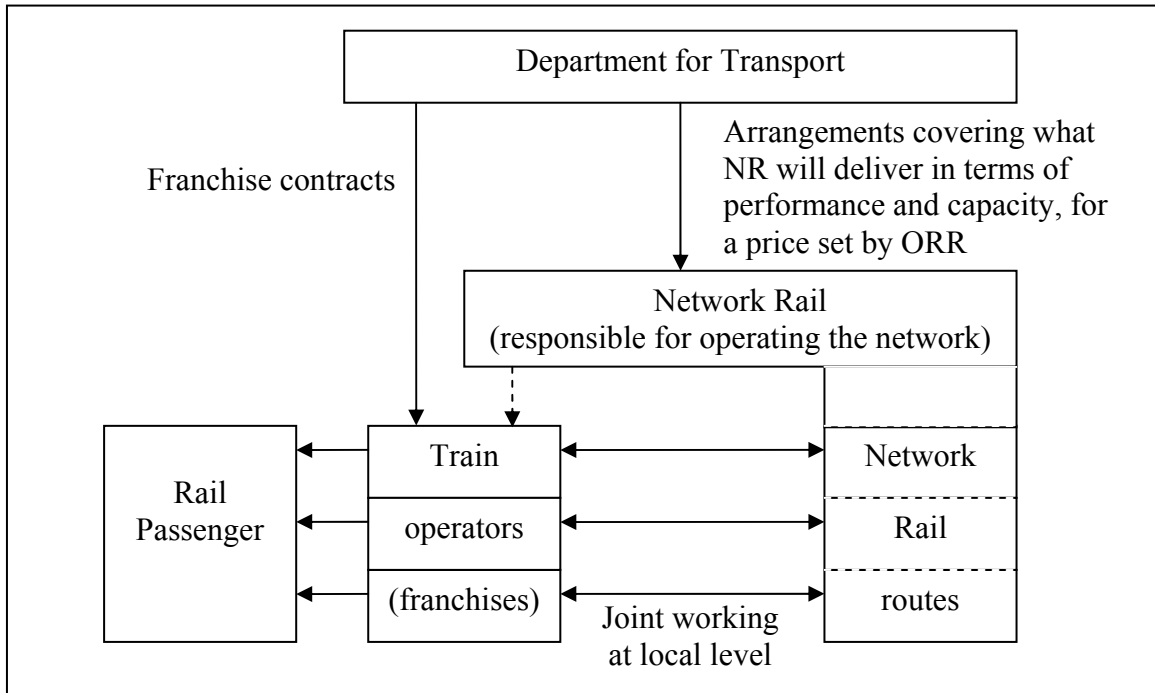 Department for Transport
Franchise contracts
Arrangements covering what
NR will deliver in terms of
performance and capacity, for
a price set by ORR
Network Rail
(responsible for operating the network)
Rail
Passenger
Train
operators
(franchises)
Joint working
at local level
Network
Rail
routes